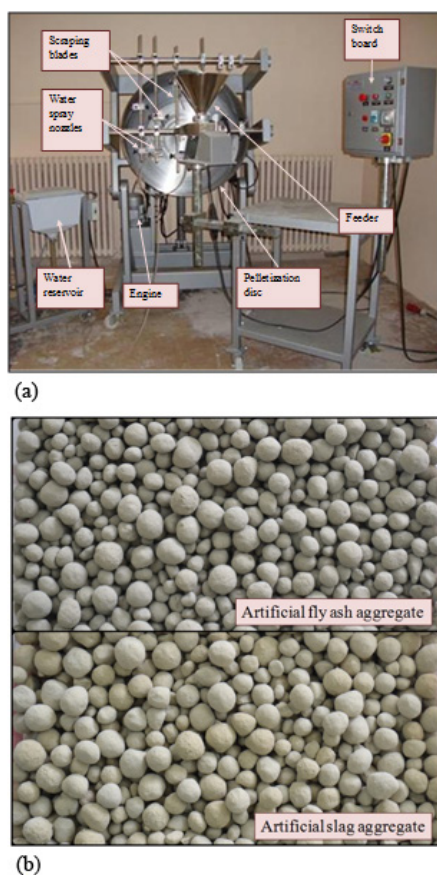 Scraping
blades
Switch
board
Water
spray
nozzles
Feeder
Water
reservoir
Engine
Pelletization
disc
(a)
Artificial fly ash aggregate
Artificial slag aggregate
(b)